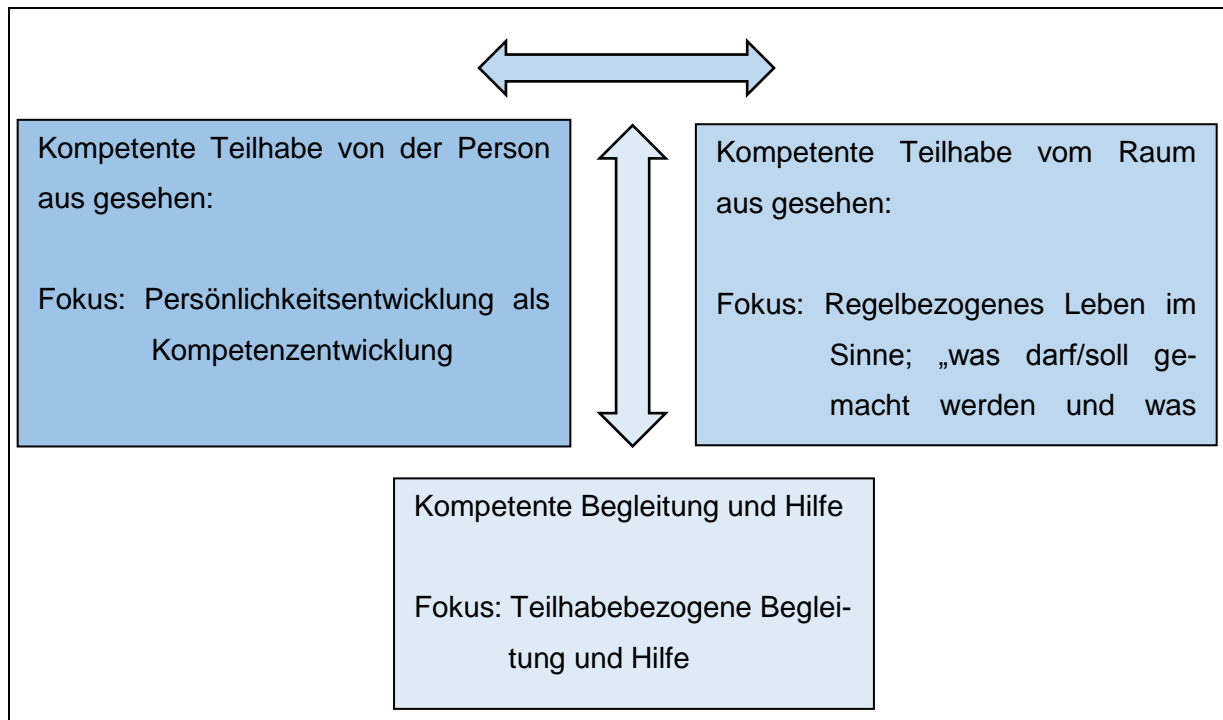 Kompetente Teilhabe von der Person
aus gesehen:
Fokus: Persönlichkeitsentwicklung als
Kompetenzentwicklung
Kompetente Teilhabe vom Raum
aus gesehen:
Fokus: Regelbezogenes Leben im
Sinne; „was darf/soll ge-
macht werden und was
Kompetente Begleitung und Hilfe
Fokus: Teilhabebezogene Beglei-
tung und Hilfe